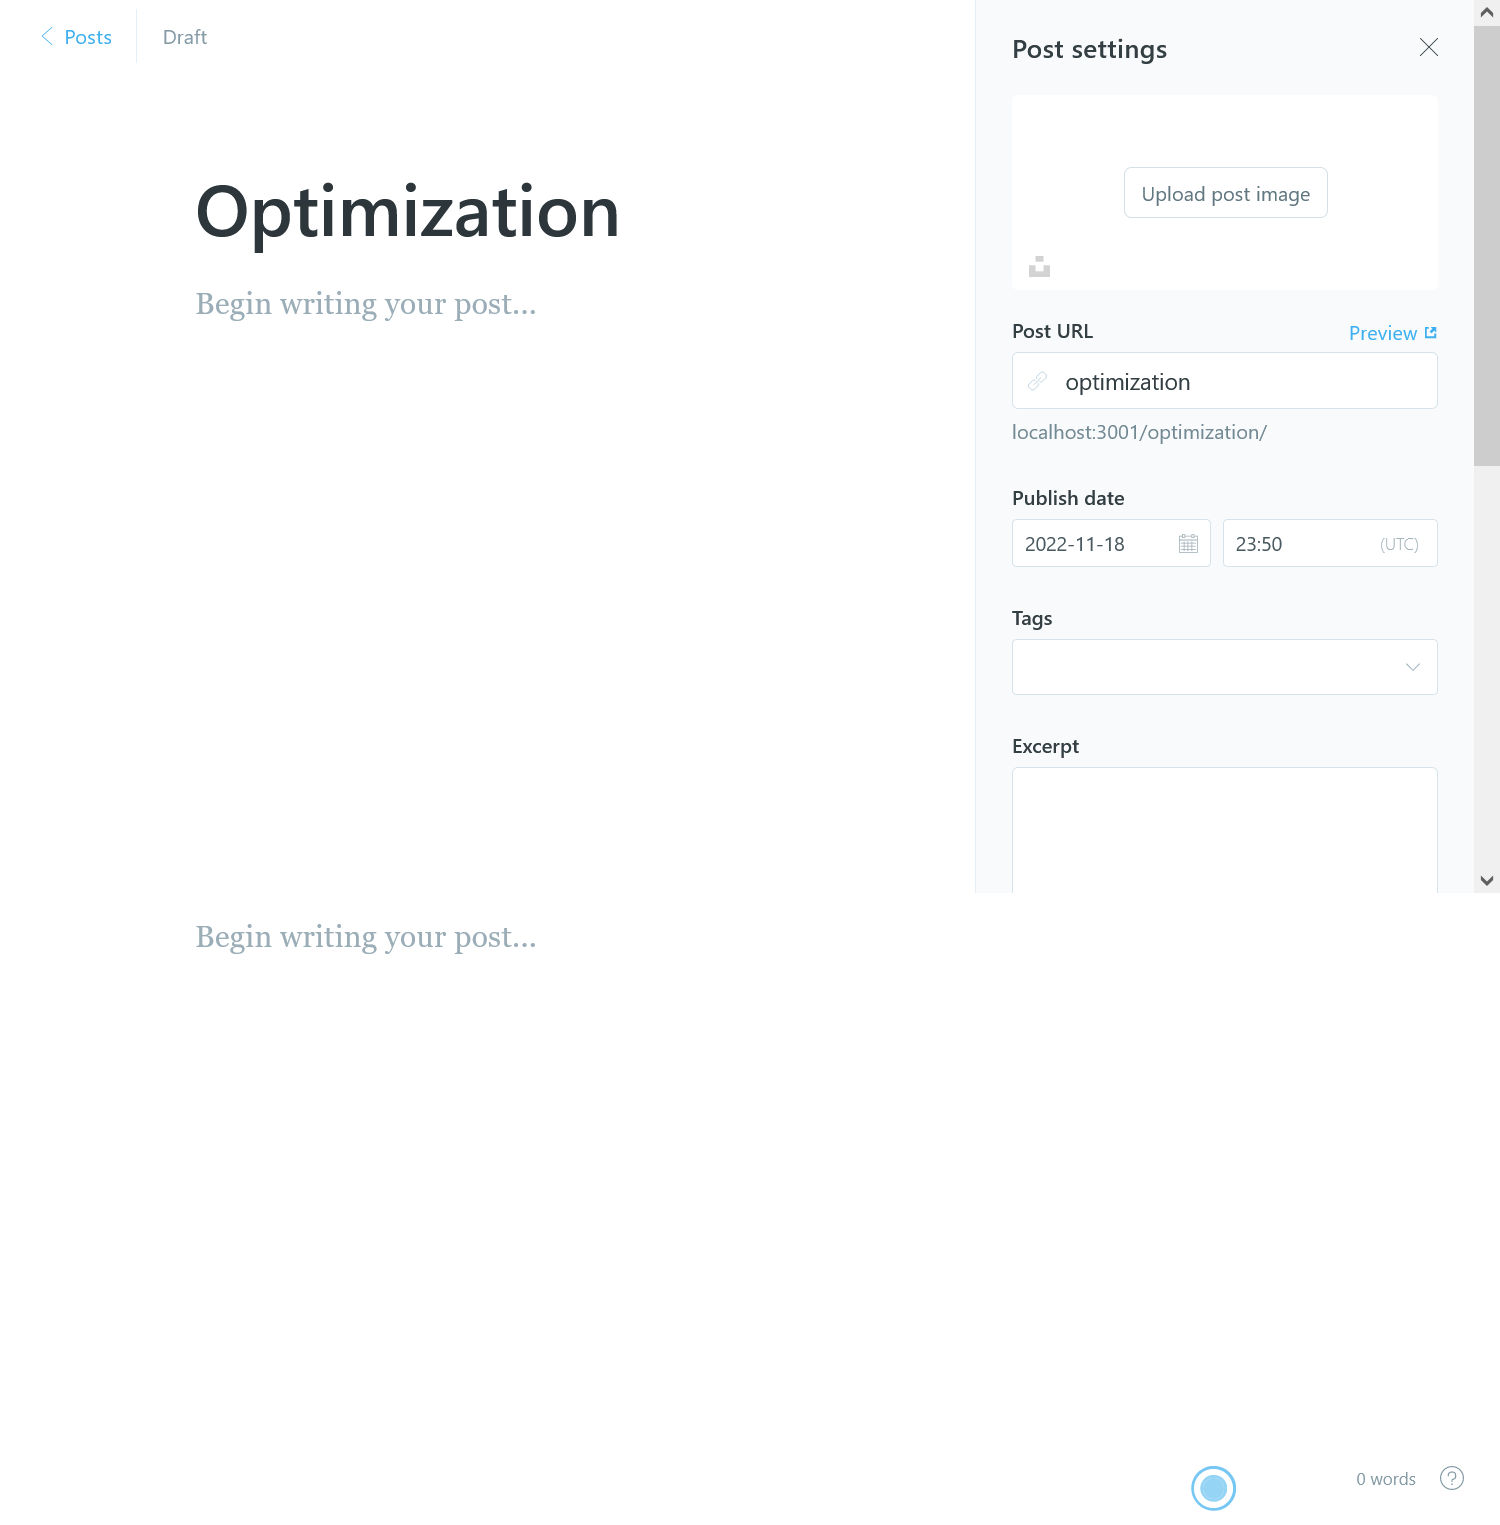 Posts
Draft
Optimization
Begin writing your post...
Begin writing your post...
Post settings
Upload post image
Post URL
Preview
optimization
localhost:3001/optimization/
Publish date
2022-11-18
23:50
(UTC)
Tags
Excerpt
0 words
?